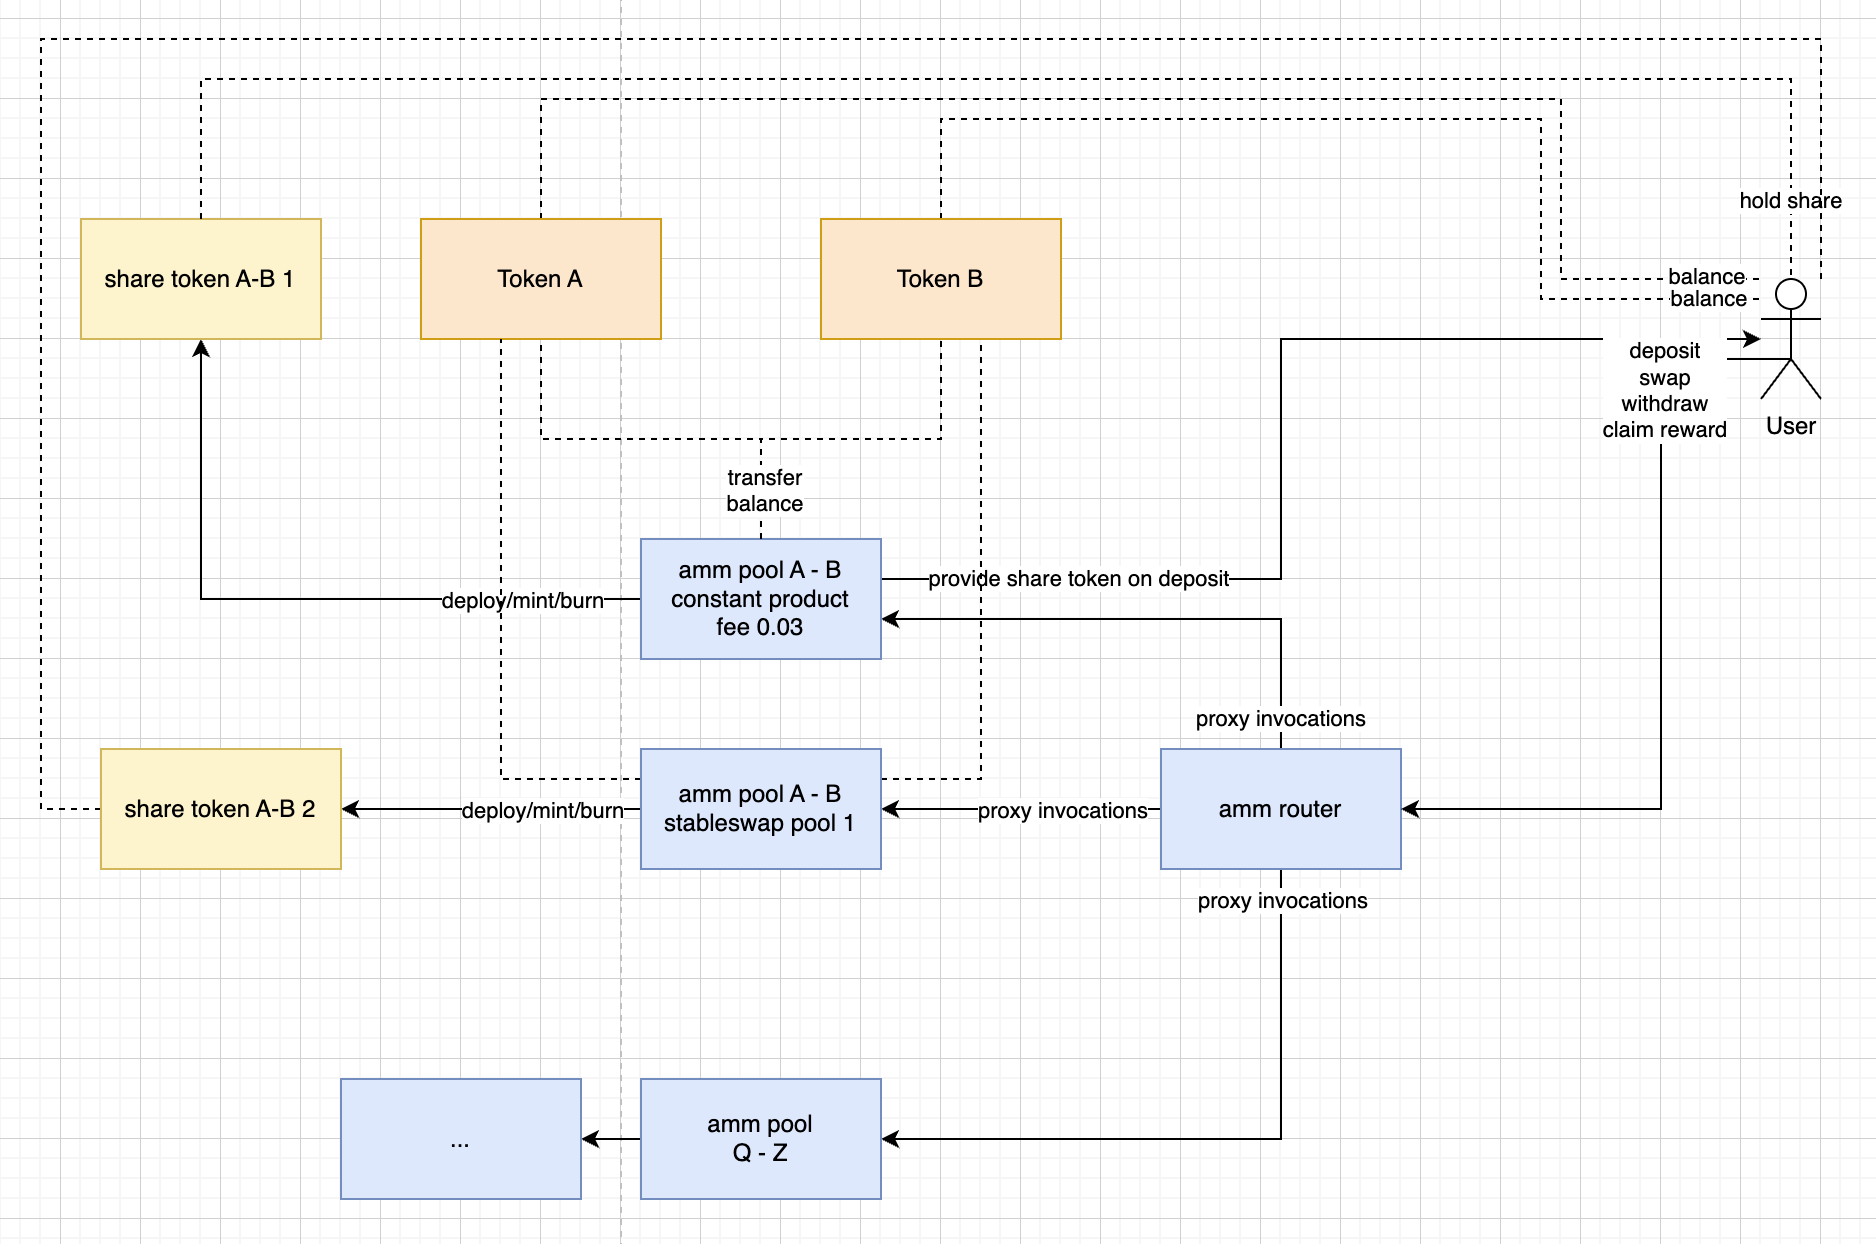 hold share
share token A-B 1
Token A
Token B
balance
balance
deposit
swap
withdraw
claim reward
User
transfer
balance
amm pool A - B
constant product
fee 0.03
provide share token on deposit
deploy/mint/burn
proxy invocations
share token A-B 2
deploy/mint/burn
amm pool A - B
stableswap pool 1
proxy invocations
amm router
proxy invocations
...
amm pool
Q - Z